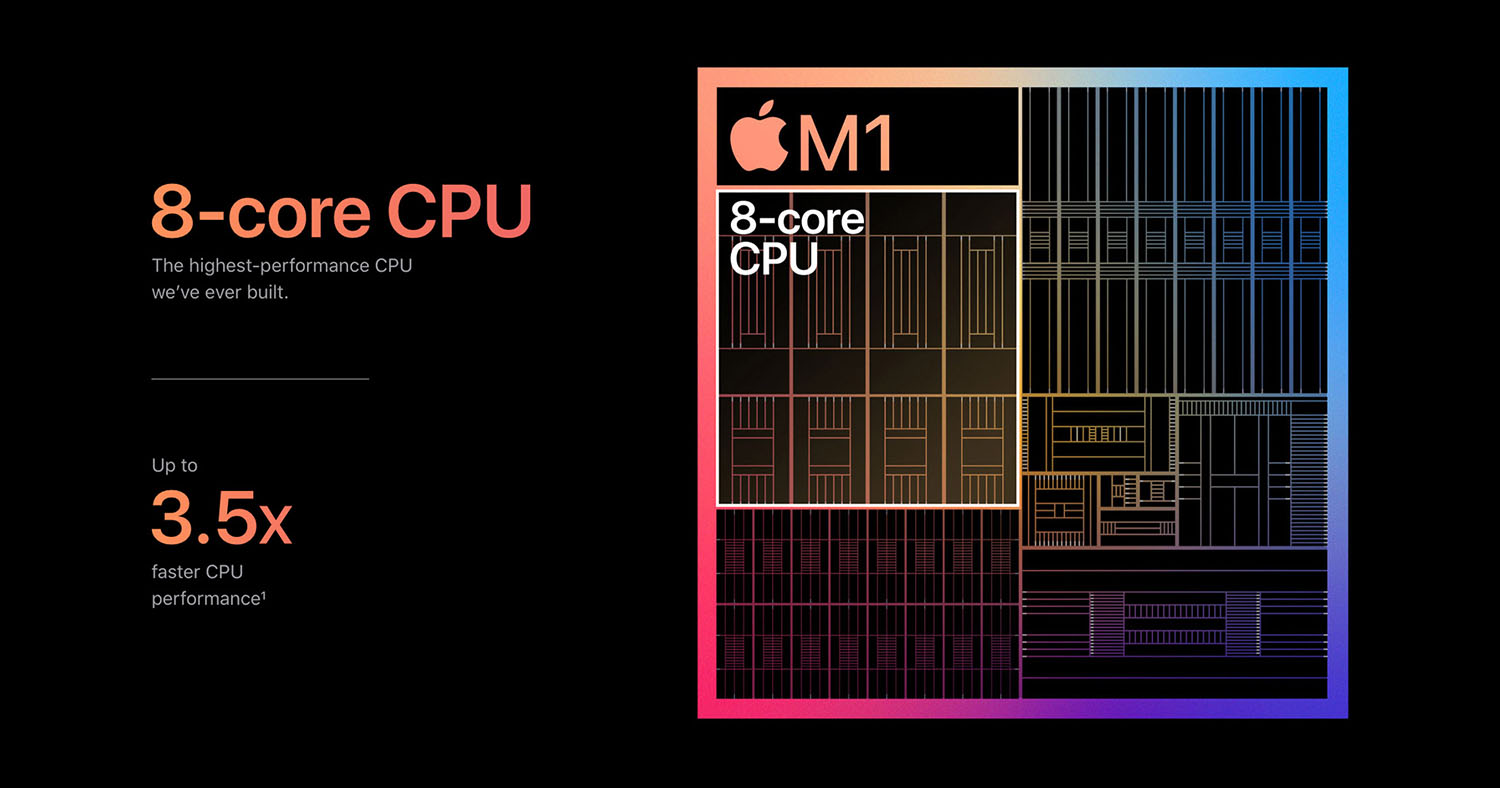 8-core CPU
The highest-performance CPU
we’ve ever built.
Up to
3.5x
faster CPU
performance¹
M1
8-core
CPU